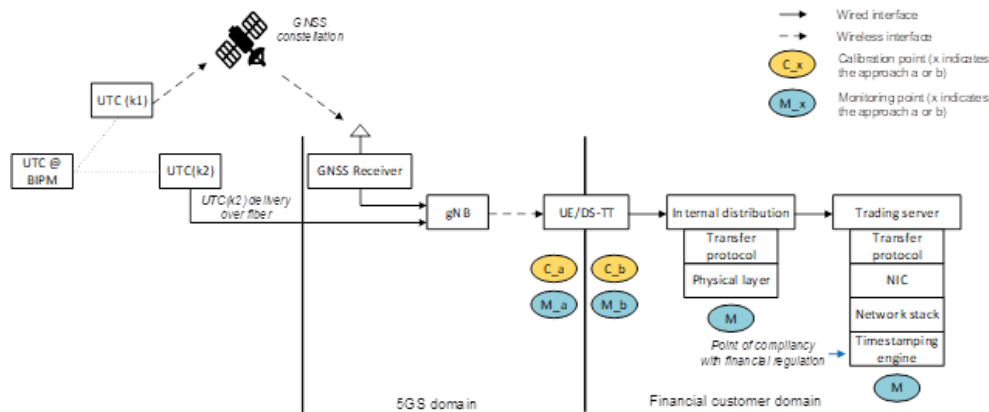 GNSS
constellation
Wired interface
Wireless interface
C_x
Calibration point (x indicates
the approach a or b)
M_x
Monitoring point (x indicates
the approach a or b)
UTC (k1)
UTC @
BIPM
UTC(k2)
UTC(k2) delivery
over fiber
GNSS Receiver
gNB
UE/DS-TT
Internal distribution
Trading server
Transfer
protocol
Physical layer
Transfer
protocol
NIC
Network stack
Timestamping
engine
C_a
C_b
M_a
M_b
M
Point of compliancy
with financial regulation
M
5GS domain
Financial customer domain